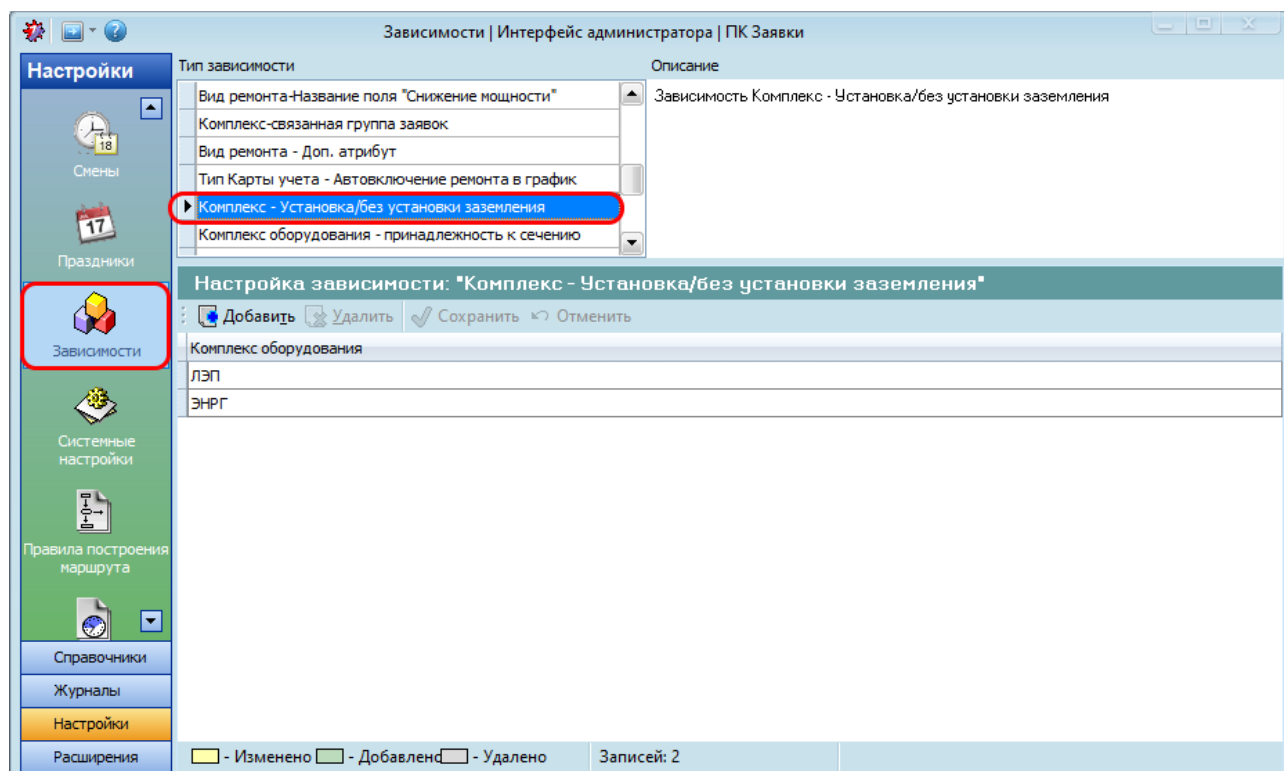 Зависимости | Интерфейс администратора | ПК Заявки
Настройки
18
Смены
17
Праздники
Зависимости
Системные
настройки
Правила построения
маршрута
Справочники
Журналы
Настройки
Расширения
Тип зависимости
Вид ремонта-Название поля "Снижение мощности"
Комплекс-связанная группа заявок
Вид ремонта - Доп. атрибут
Тип Карты учета - Автовключение ремонта в график
Комплекс - Установка/без установки заземления
Комплекс оборудования - принадлежность к сечению
Описание
Зависимость Комплекс - Установка/без установки заземления
Настройка зависимости: "Комплекс - Установка/без установки заземления"
Добавить Удалить Сохранить Отменить
Комплекс оборудования
ЛЭП
ЭНРГ
- Изменено - Добавлено - Удалено Записей: 2